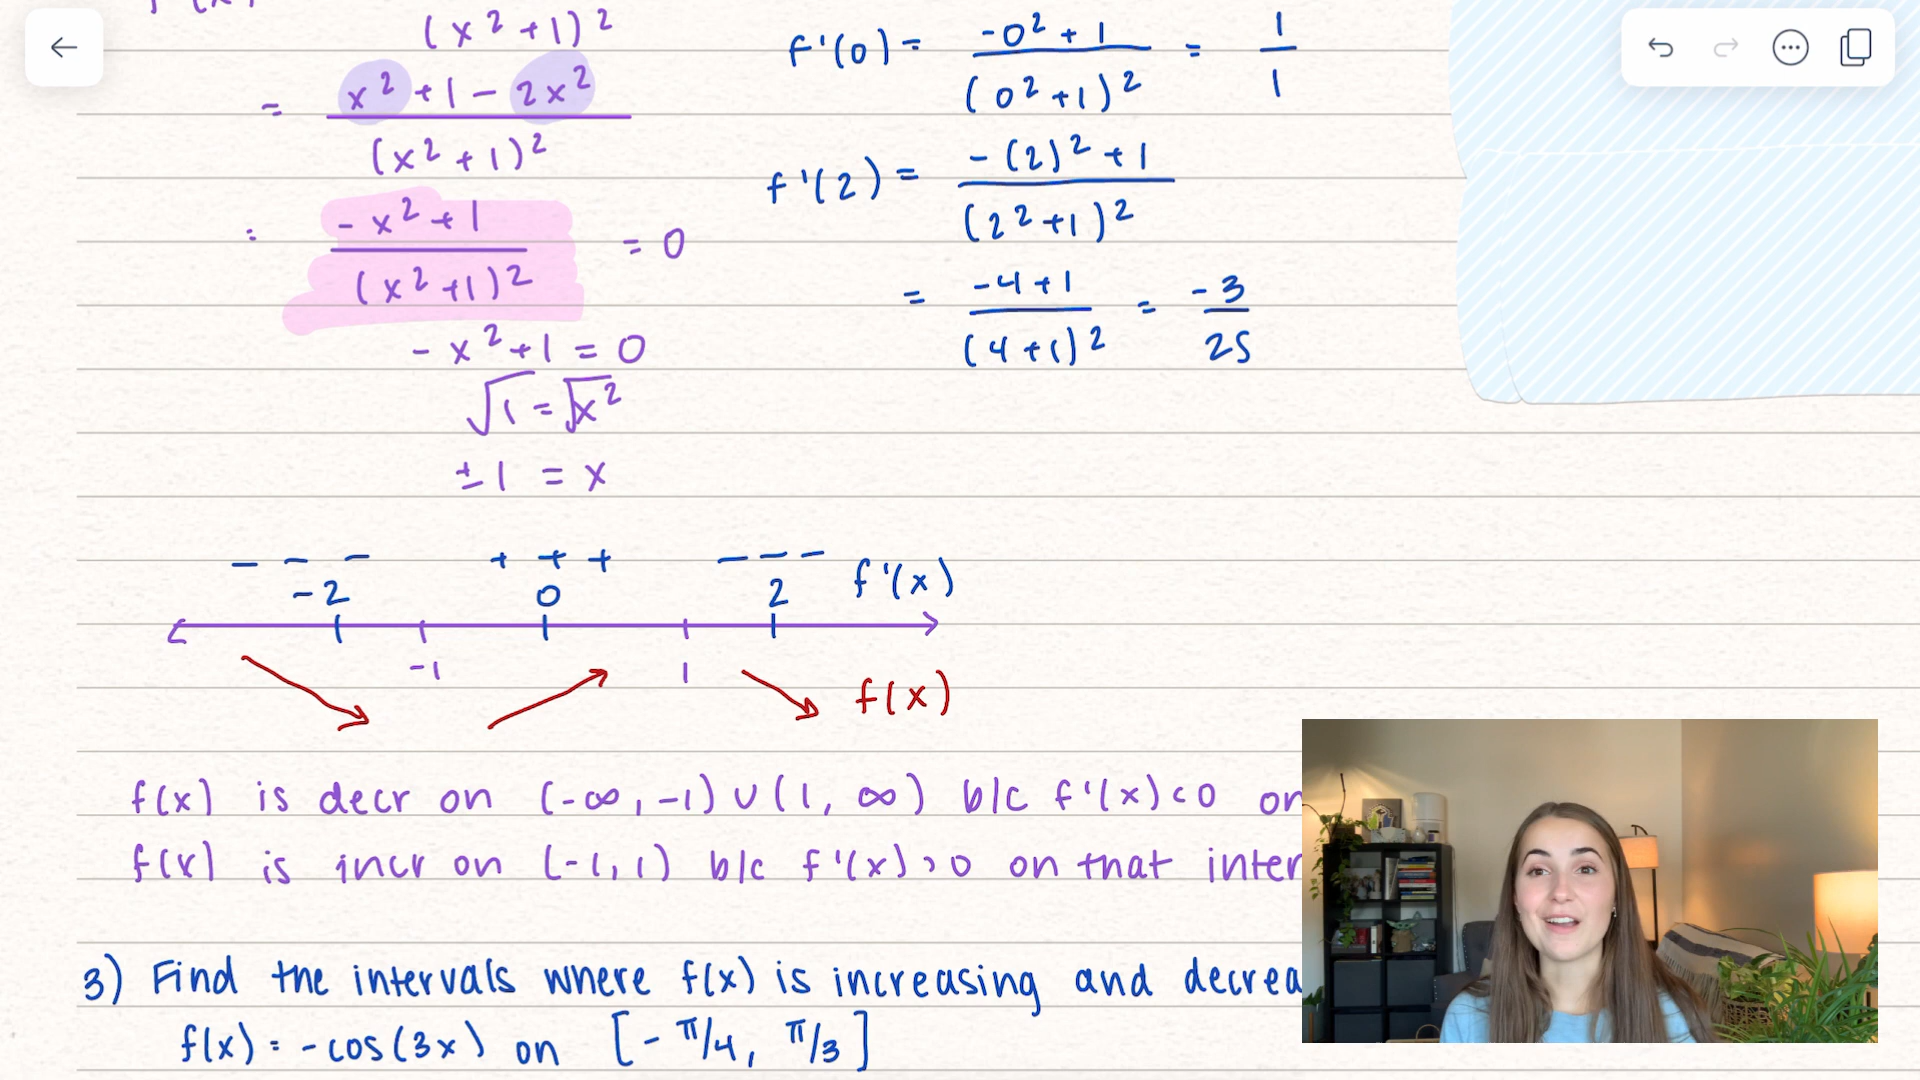 (x² + 1)²
= x² + 1 - 2x²
(x² + 1)²
= -x² + 1 = 0
(x² + 1)²
-x² + 1 = 0
√1 = √x²
±1 = x
f'(0) = -0² + 1 = 1
(0² + 1)² 1
f'(2) = -(2)² + 1
(2² + 1)²
= -4 + 1 = -3
(4 + 1)² 25
- - - + + + - - - f'(x)
-2 0 2
-1 1
f(x)
f(x) is decr on (-∞, -1) ∪ (1, ∞) b/c f'(x) < 0 on
f(x) is incr on (-1, 1) b/c f'(x) > 0 on that inter
3) Find the intervals where f(x) is increasing and decrea
f(x) = -cos(3x) on [-π/4, π/3]